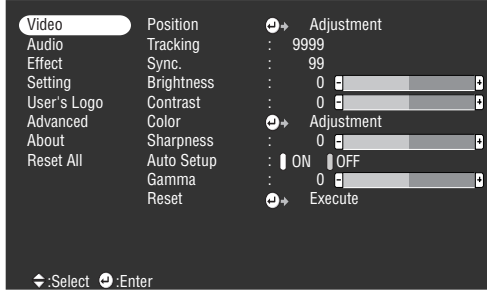 Video Position Adjustment
Audio Tracking : 9999
Effect Sync. : 99
Setting Brightness : 0 - +
User's Logo Contrast : 0 - +
Advanced Color Adjustment
About Sharpness : 0 - +
Reset All Auto Setup : ON OFF
Gamma : 0 - +
Reset Execute
:Select :Enter